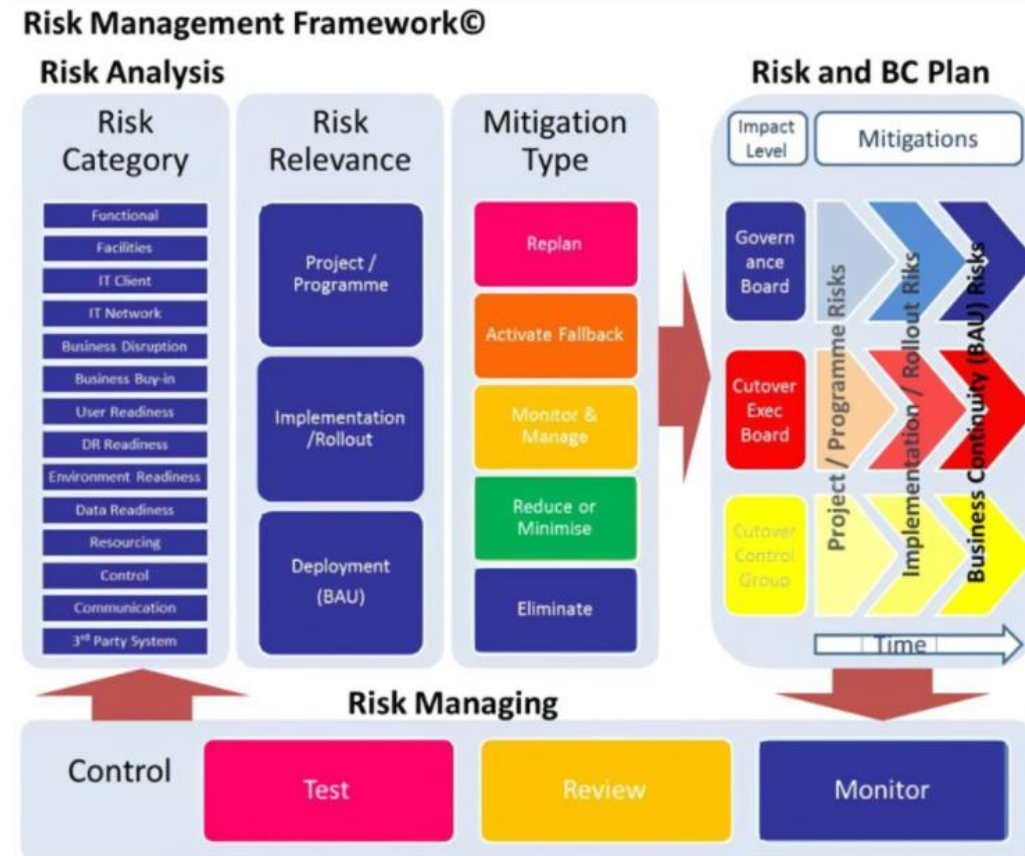 Risk Management Framework©
Risk Analysis
Risk
Category
Functional
Facilities
IT Client
IT Network
Business Disruption
Business Buy-in
User Readiness
DR Readiness
Environment Readiness
Data Readiness
Resourcing
Control
Communication
3rd Party System
Risk
Relevance
Project /
Programme
Implementation
/Rollout
Deployment
(BAU)
Mitigation
Type
Replan
Activate Fallback
Monitor &
Manage
Reduce or
Minimise
Eliminate
Risk and BC Plan
Impact
Level
Mitigations
Govern
ance
Board
Cutover
Exec
Board
Cutover
Control
Group
Project / Programme Risks
Implementation / Rollout Riks
Business Continuity (BAU) Risks
Time
Risk Managing
Control
Test
Review
Monitor